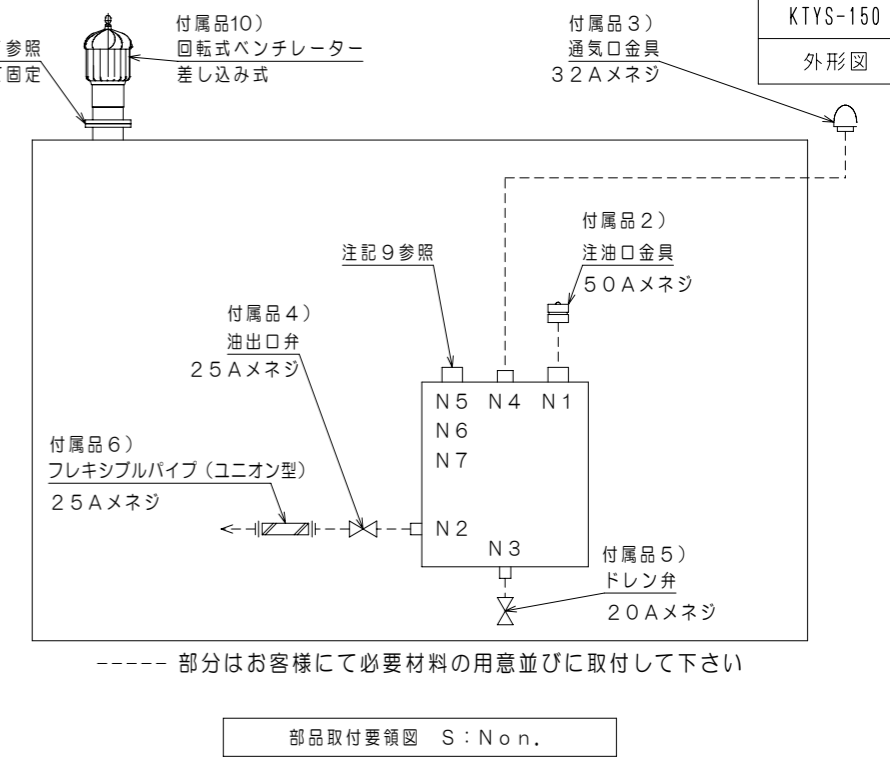 KTYS-150
外形図
参照
固定
付属品10)
回転式ベンチレーター
差し込み式
付属品3)
通気口金具
32Aメネジ
付属品2)
注油口金具
50Aメネジ
注記9参照
付属品4)
油出口弁
25Aメネジ
N5 N4 N1
N6
N7
付属品6)
フレキシブルパイプ(ユニオン型)
25Aメネジ
N2
N3
付属品5)
ドレン弁
20Aメネジ
----- 部分はお客様にて必要材料の用意並びに取付して下さい
部品取付要領図 S:Non.